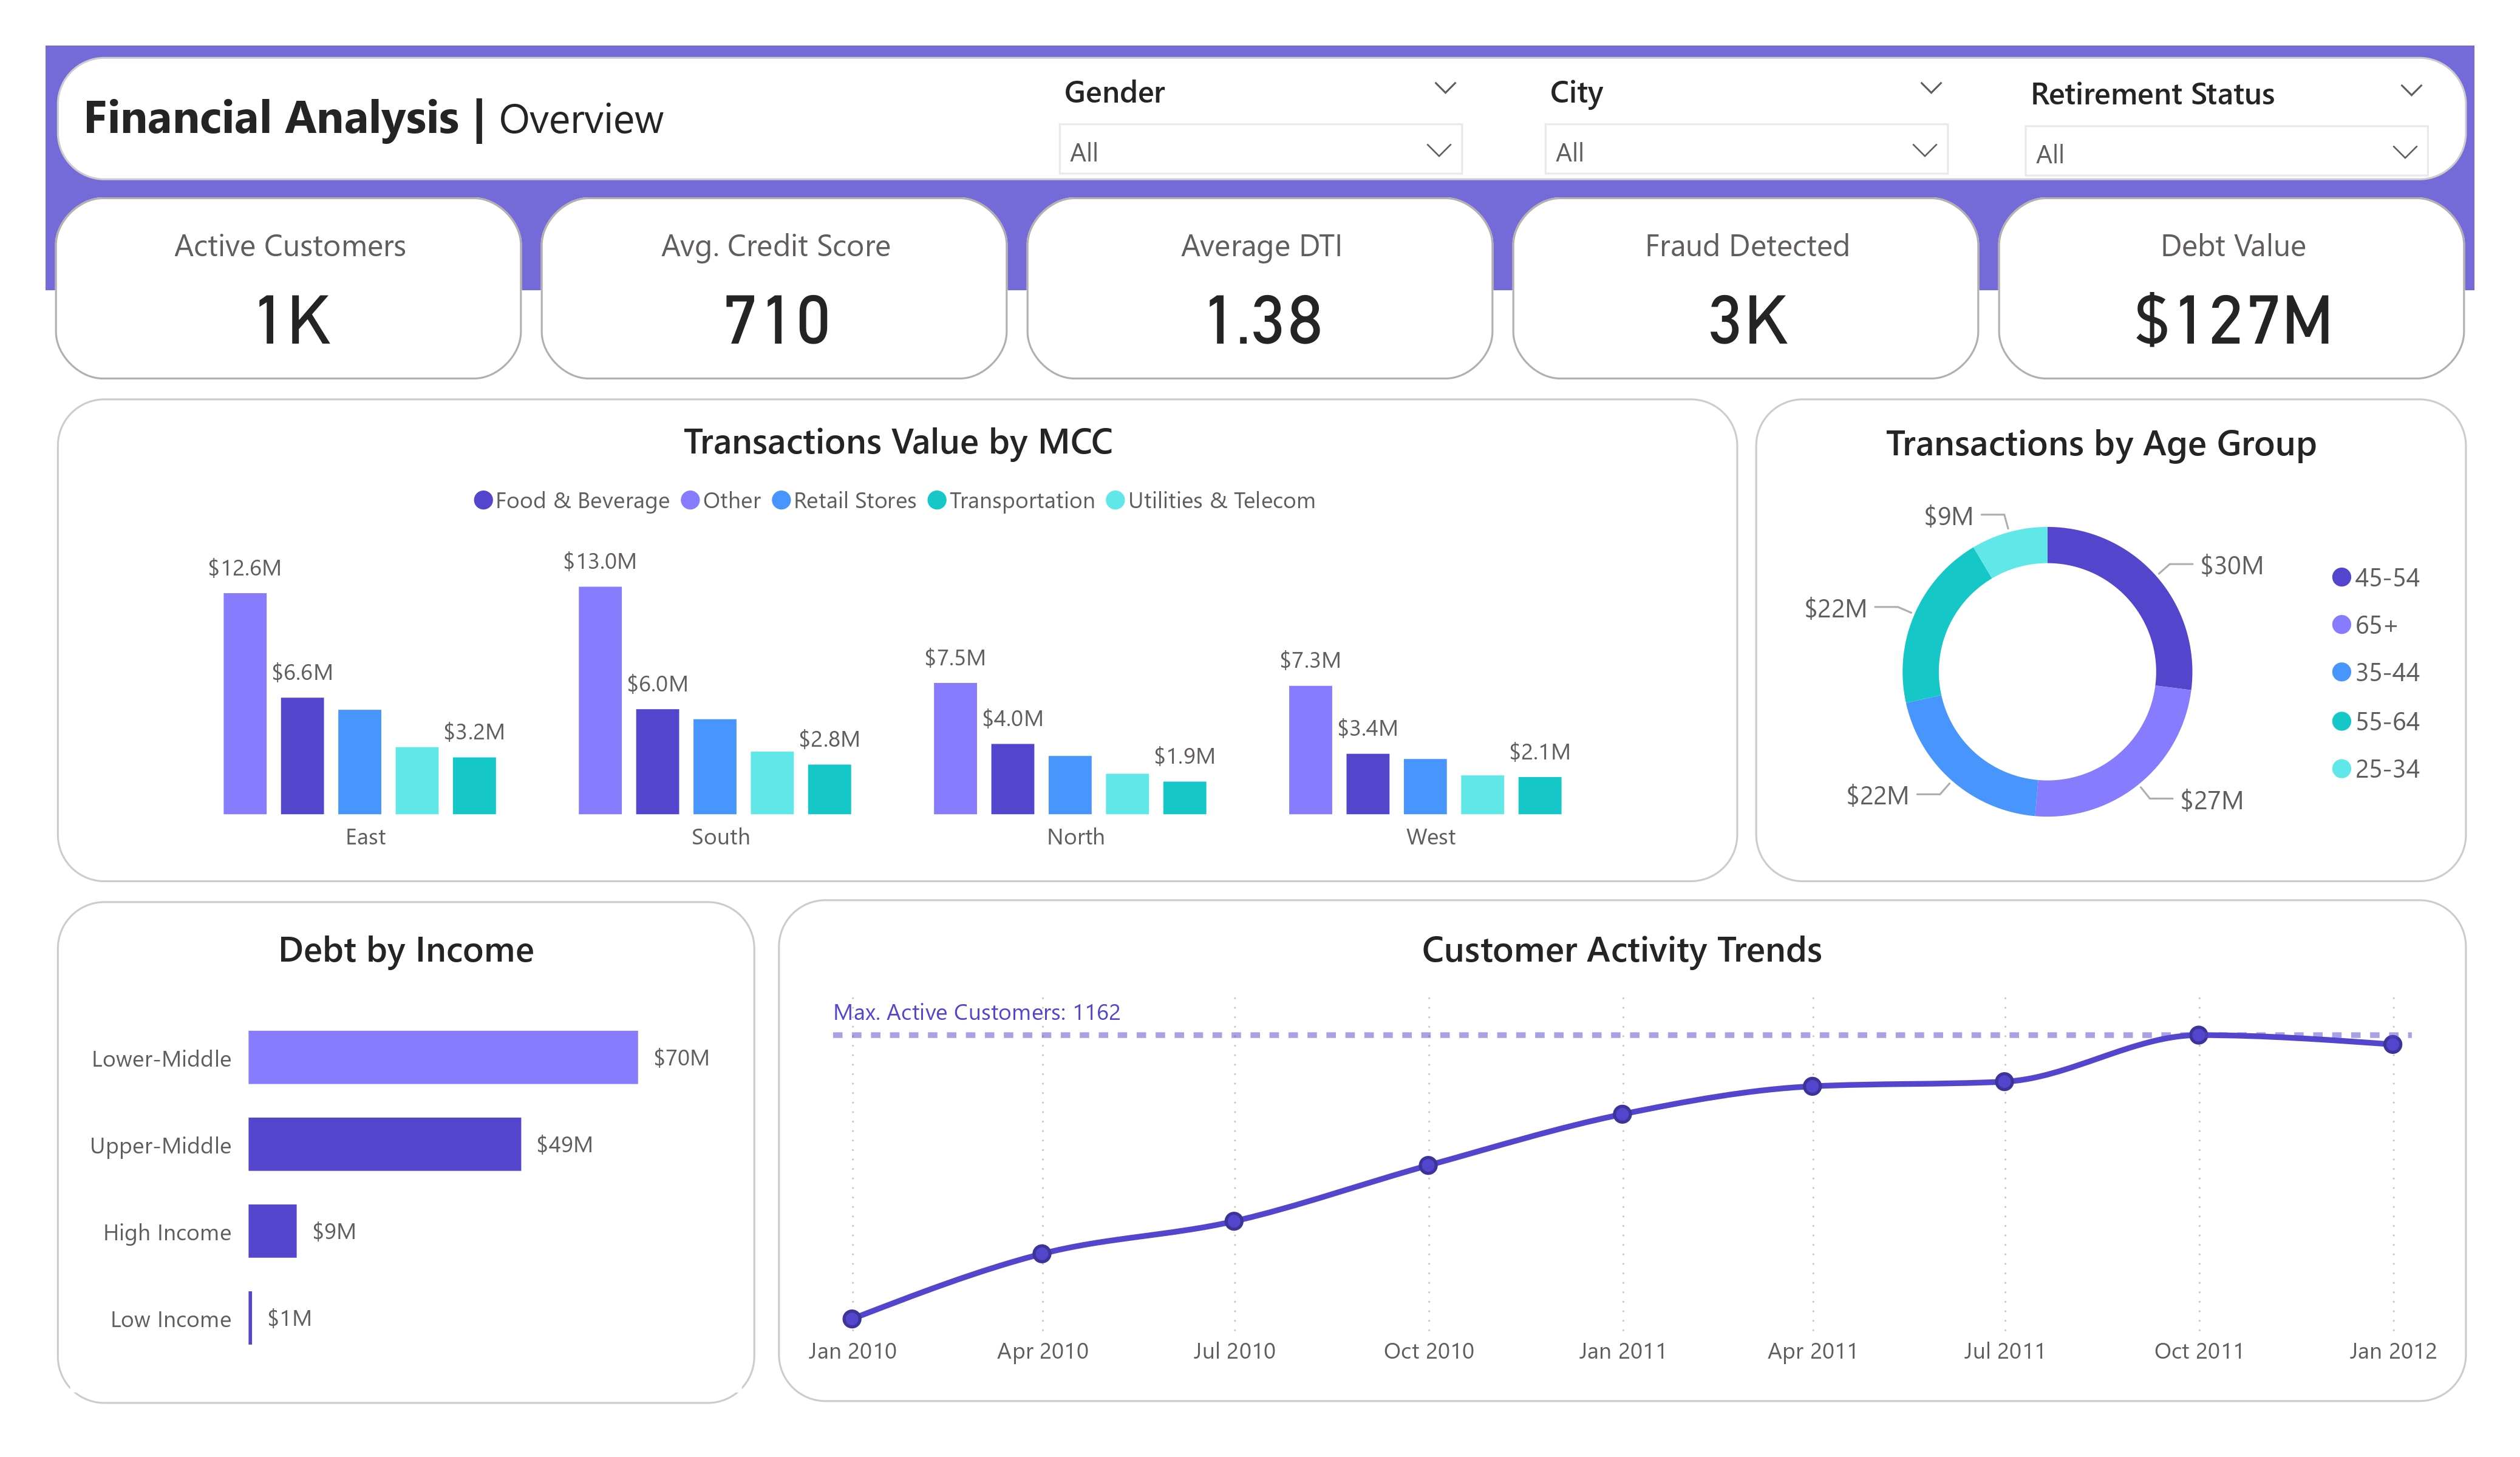 Financial Analysis | Overview
Gender
All
City
All
Retirement Status
All
Active Customers
1K
Avg. Credit Score
710
Average DTI
1.38
Fraud Detected
3K
Debt Value
$127M
Transactions Value by MCC
Food & Beverage Other Retail Stores Transportation Utilities & Telecom
$12.6M
$6.6M
$3.2M
East
$13.0M
$6.0M
$2.8M
South
$7.5M
$4.0M
$1.9M
North
$7.3M
$3.4M
$2.1M
West
Transactions by Age Group
$9M
$30M
$22M
$22M
$27M
45-54
65+
35-44
55-64
25-34
Debt by Income
Lower-Middle $70M
Upper-Middle $49M
High Income $9M
Low Income $1M
Customer Activity Trends
Max. Active Customers: 1162
Jan 2010 Apr 2010 Jul 2010 Oct 2010 Jan 2011 Apr 2011 Jul 2011 Oct 2011 Jan 2012